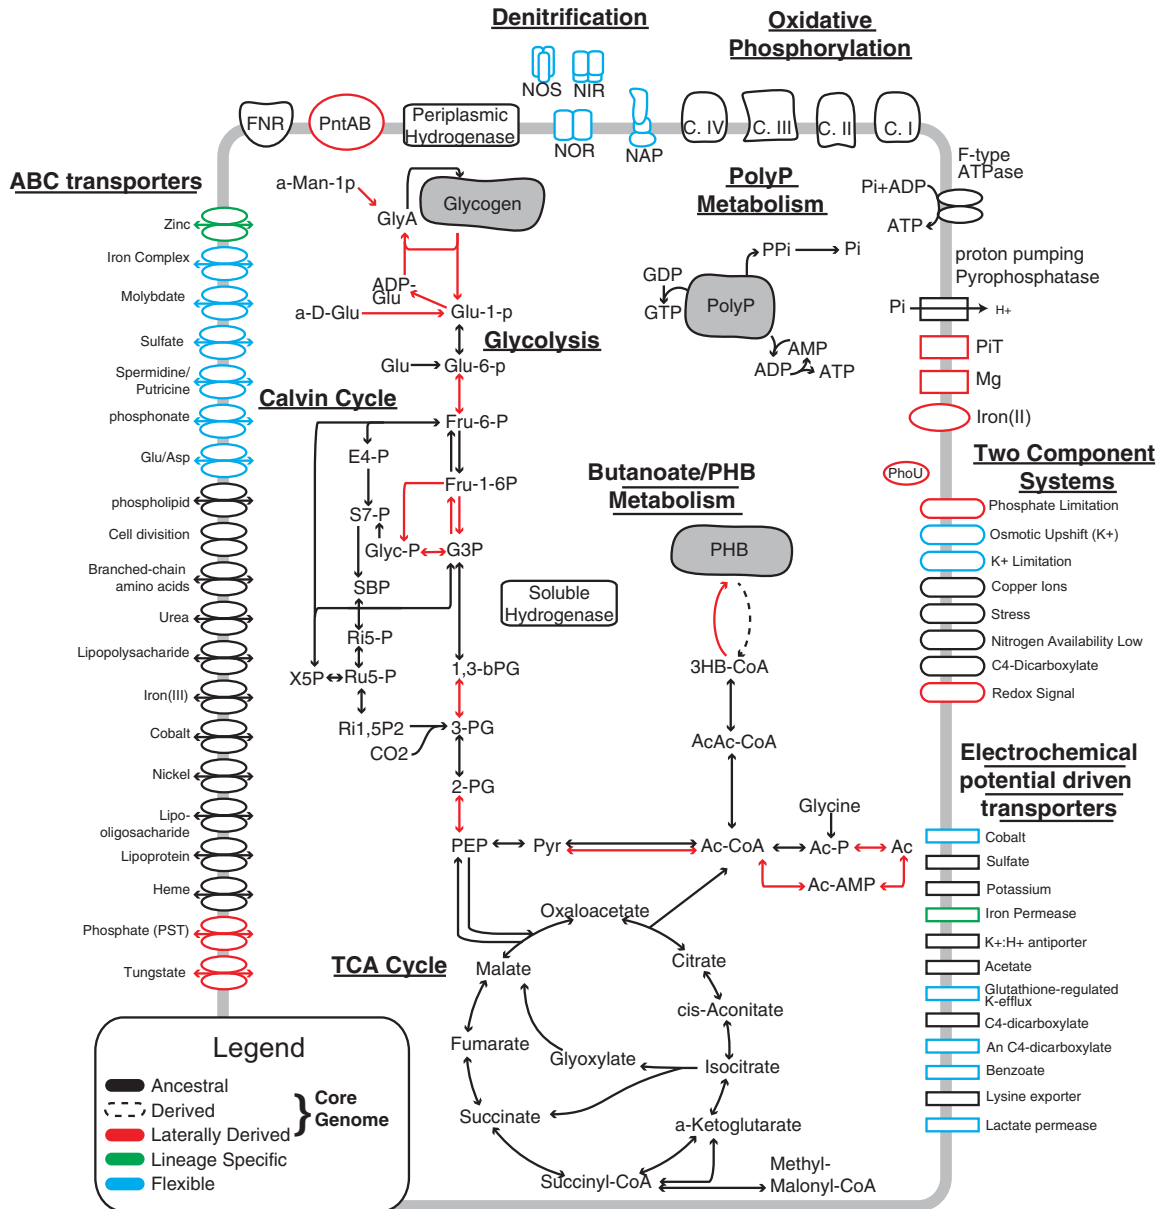 Denitrification
Oxidative
Phosphorylation
NOS
NIR
FNR
PntAB
Periplasmic
Hydrogenase
NOR
NAP
C. IV
C. III
C. II
C. I
F-type
ATPase
Pi+ADP
ATP
ABC transporters
Zinc
Iron Complex
Molybdate
Sulfate
Spermidine/
Putricine
phosphonate
Glu/Asp
phospholipid
Cell division
Branched-chain
amino acids
Urea
Lipopolysacharide
Iron(III)
Cobalt
Nickel
Lipo-
oligosacharide
Lipoprotein
Heme
Phosphate (PST)
Tungstate
a-Man-1p
GlyA
Glycogen
ADP-
Glu
a-D-Glu
Glu-1-p
Glycolysis
Glu
Glu-6-p
Calvin Cycle
Fru-6-P
E4-P
Fru-1-6P
S7-P
Glyc-P
G3P
SBP
Ri5-P
X5P
Ru5-P
1,3-bPG
Ri1,5P2
3-PG
CO2
2-PG
PEP
Pyr
Ac-CoA
Ac-P
Ac
Glycine
Ac-AMP
Soluble
Hydrogenase
PolyP
Metabolism
PPi
Pi
GDP
GTP
PolyP
AMP
ADP
ATP
proton pumping
Pyrophosphatase
Pi
H+
PiT
Mg
Iron(II)
Butanoate/PHB
Metabolism
PHB
3HB-CoA
AcAc-CoA
PhoU
Two Component
Systems
Phosphate Limitation
Osmotic Upshift (K+)
K+ Limitation
Copper Ions
Stress
Nitrogen Availability Low
C4-Dicarboxylate
Redox Signal
Electrochemical
potential driven
transporters
Cobalt
Sulfate
Potassium
Iron Permease
K+:H+ antiporter
Acetate
Glutathione-regulated
K-efflux
C4-dicarboxylate
An C4-dicarboxylate
Benzoate
Lysine exporter
Lactate permease
TCA Cycle
Oxaloacetate
Malate
Citrate
cis-Aconitate
Fumarate
Glyoxylate
Isocitrate
Succinate
a-Ketoglutarate
Succinyl-CoA
Methyl-
Malonyl-CoA
Legend
Ancestral
Derived
Laterally Derived
} Core
Genome
Lineage Specific
Flexible